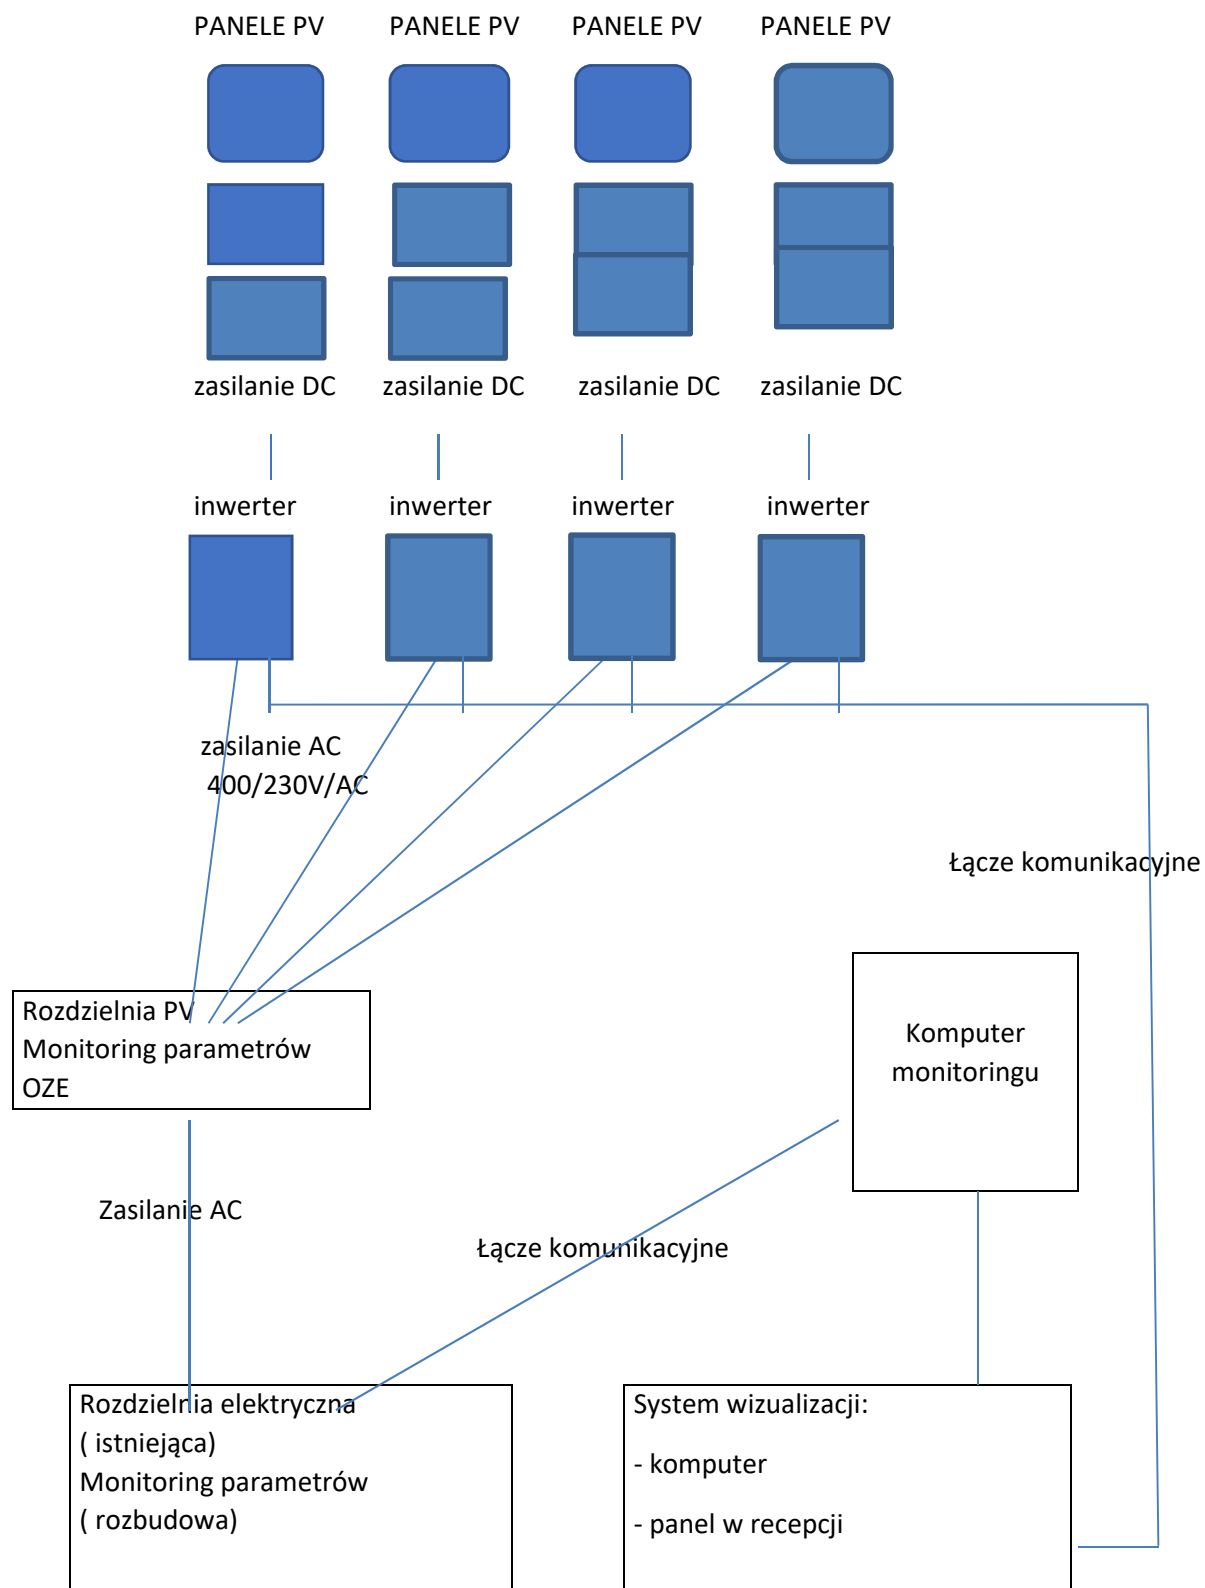 PANELE PV PANELE PV PANELE PV PANELE PV
zasilanie DC zasilanie DC zasilanie DC zasilanie DC
inwerter inwerter inwerter inwerter
zasilanie AC
400/230V/AC
Łącze komunikacyjne
Rozdzielnia PV
Monitoring parametrów
OZE
Komputer
monitoringu
Zasilanie AC
Łącze komunikacyjne
Rozdzielnia elektryczna
( istniejąca)
Monitoring parametrów
( rozbudowa)
System wizualizacji:
- komputer
- panel w recepcji